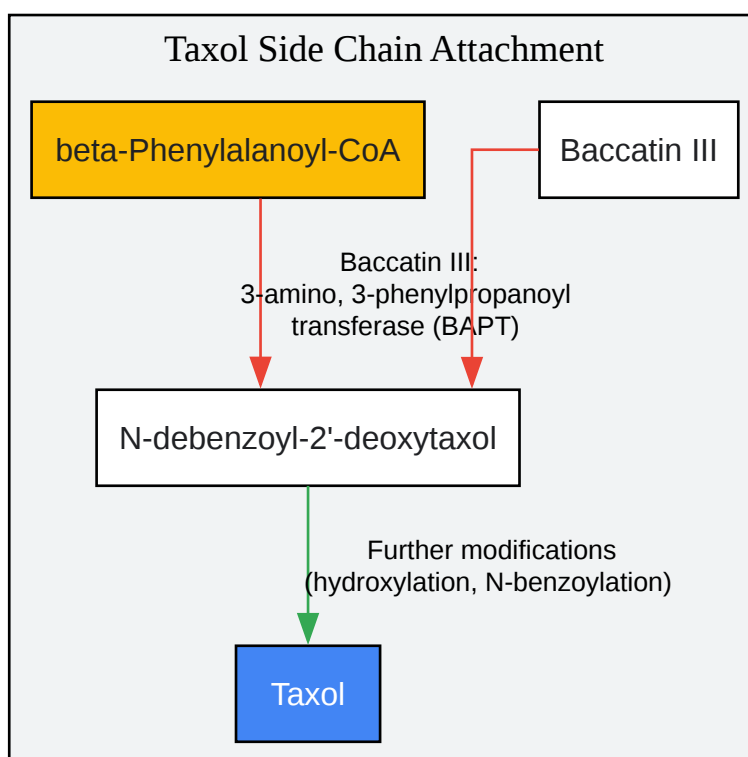 Taxol Side Chain Attachment
beta-Phenylalanoyl-CoA
Baccatin III
Baccatin III:
3-amino, 3-phenylpropanoyl
transferase (BAPT)
N-debenzoyl-2'-deoxytaxol
Further modifications
(hydroxylation, N-benzoylation)
Taxol